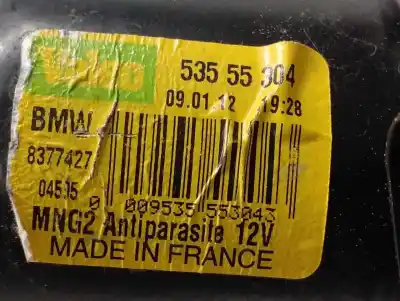 535 55 304
09.01.12 19:28
BMW
8377427
04515
0 009535 553043
MNG2 Antiparasite 12V
MADE IN FRANCE